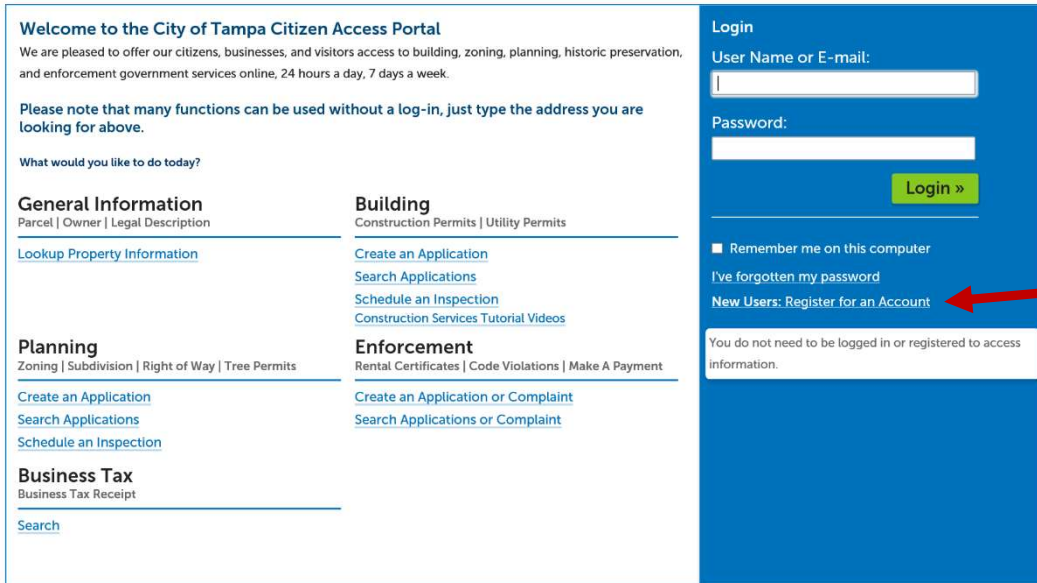 Welcome to the City of Tampa Citizen Access Portal
We are pleased to offer our citizens, businesses, and visitors access to building, zoning, planning, historic preservation,
and enforcement government services online, 24 hours a day, 7 days a week.
Please note that many functions can be used without a log-in, just type the address you are
looking for above.
What would you like to do today?
General Information
Parcel | Owner | Legal Description
Lookup Property Information
Building
Construction Permits | Utility Permits
Create an Application
Search Applications
Schedule an Inspection
Construction Services Tutorial Videos
Planning
Zoning | Subdivision | Right of Way | Tree Permits
Create an Application
Search Applications
Schedule an Inspection
Enforcement
Rental Certificates | Code Violations | Make A Payment
Create an Application or Complaint
Search Applications or Complaint
Business Tax
Business Tax Receipt
Search
Login
User Name or E-mail:
Password:
Login »
Remember me on this computer
I've forgotten my password
New Users: Register for an Account
You do not need to be logged in or registered to access
information.